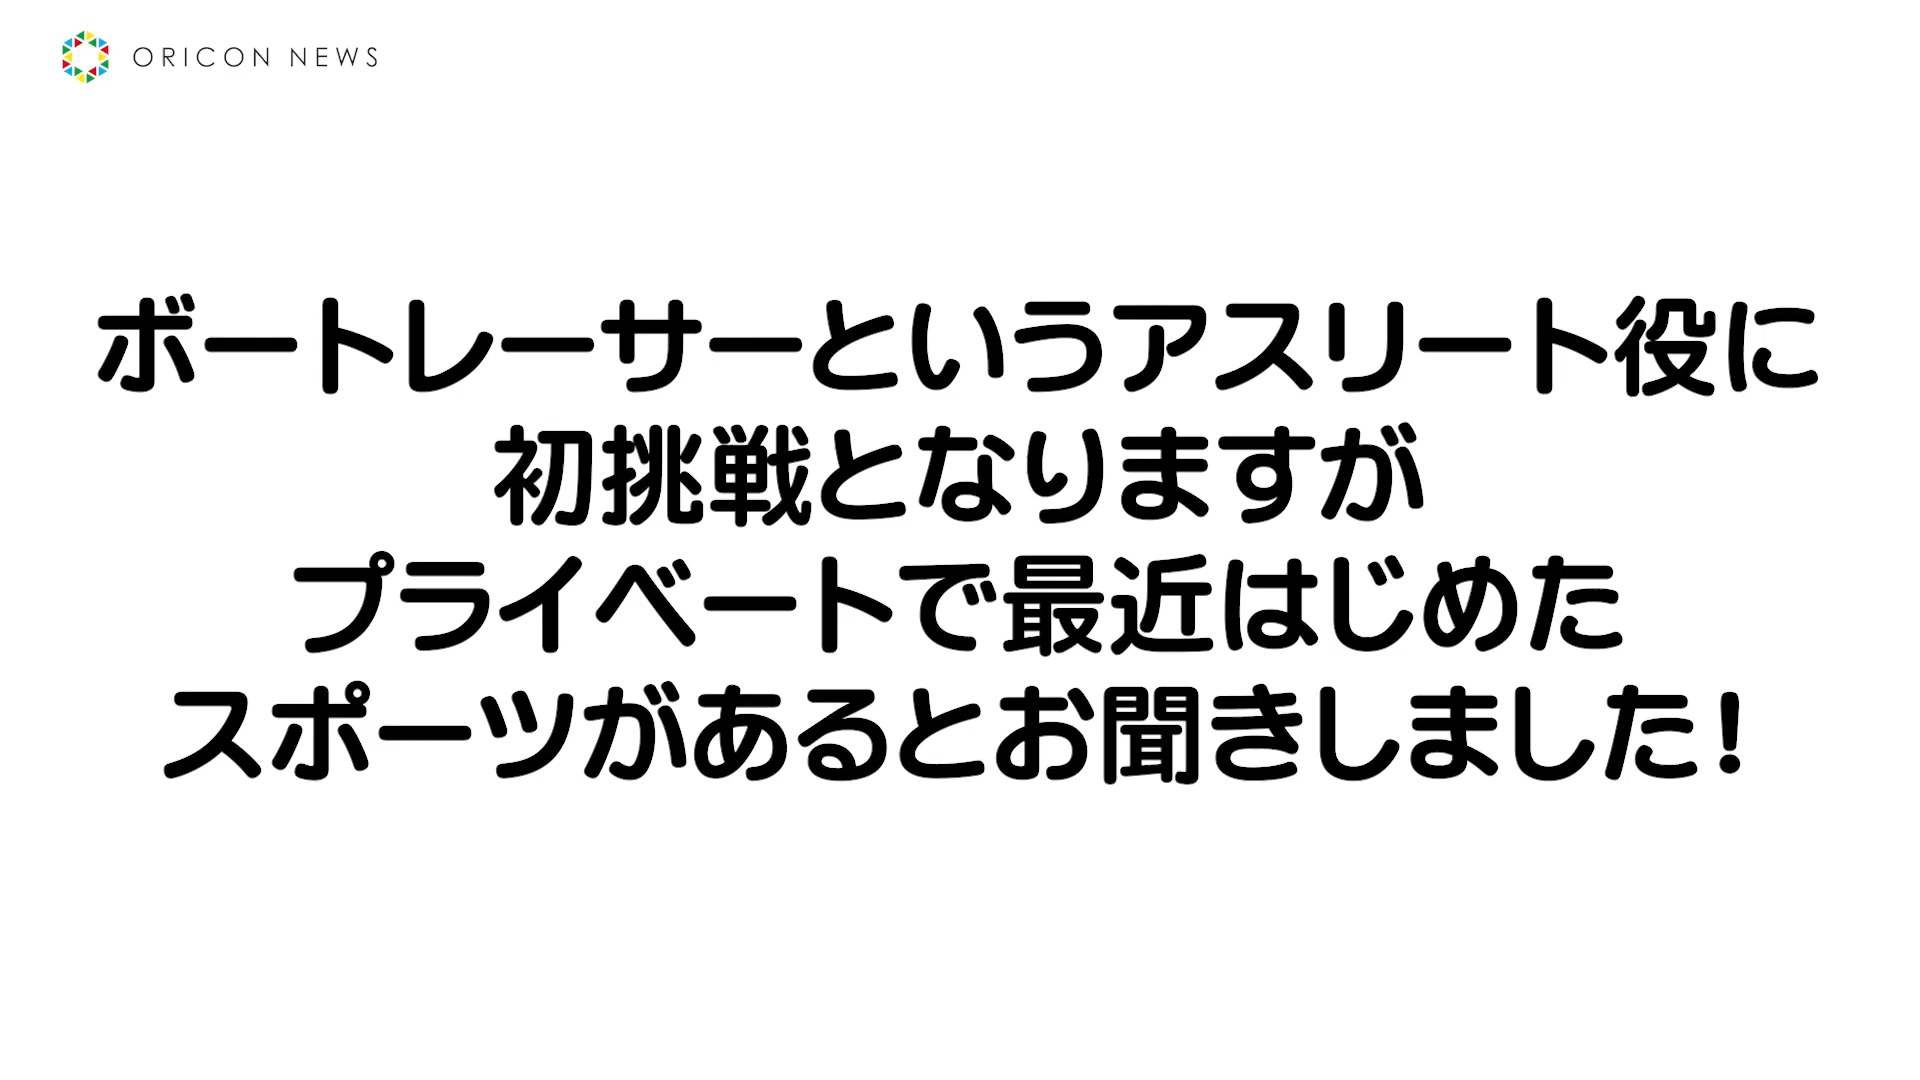 ORICON NEWS
ボートレーサーというアスリート役に
初挑戦となりますが
プライベートで最近はじめた
スポーツがあるとお聞きしました！